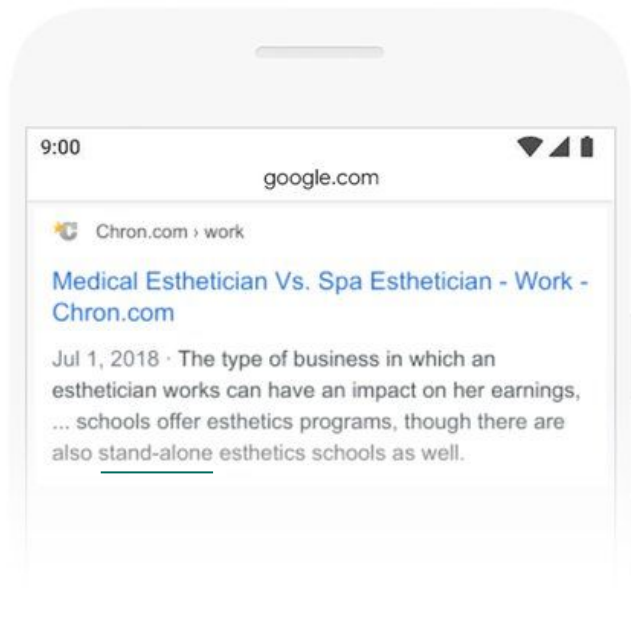 9:00
google.com
Chron.com › work
Medical Esthetician Vs. Spa Esthetician - Work -
Chron.com
Jul 1, 2018 · The type of business in which an
esthetician works can have an impact on her earnings,
... schools offer esthetics programs, though there are
also stand-alone esthetics schools as well.